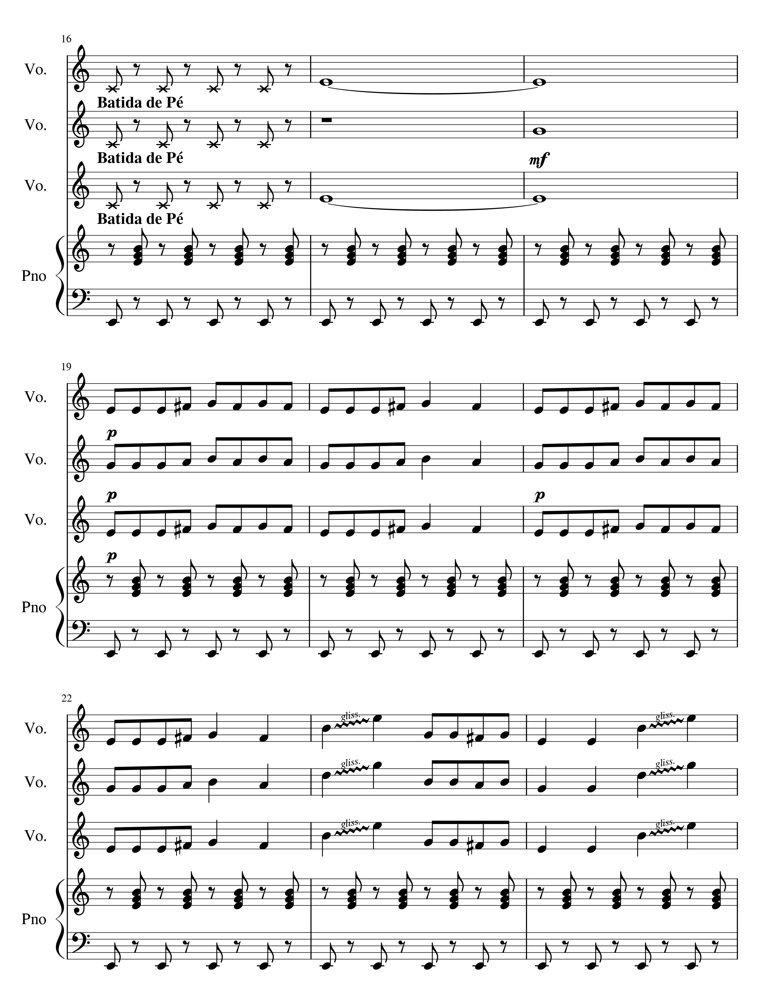 16
Vo.
Batida de Pé
Vo.
Batida de Pé
mf
Vo.
Batida de Pé
Pno
19
Vo.
p
Vo.
p
p
Vo.
p
Pno
22
Vo.
gliss.
gliss.
Vo.
gliss.
gliss.
Vo.
gliss.
gliss.
Pno